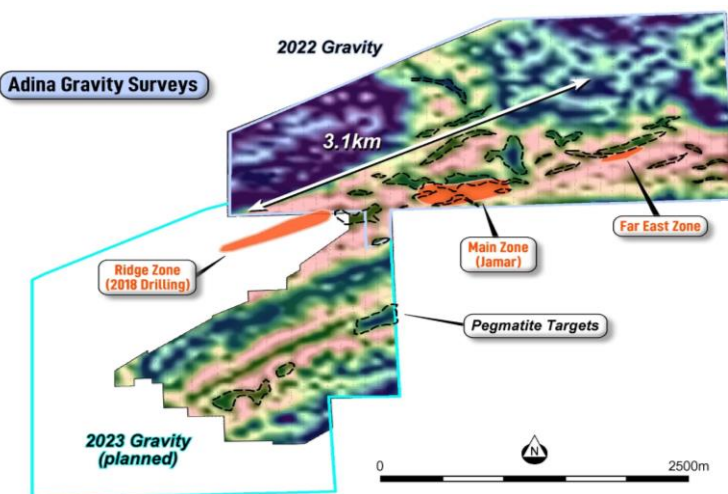 2022 Gravity
Adina Gravity Surveys
3.1km
Far East Zone
Main Zone
(Jamar)
Ridge Zone
(2018 Drilling)
Pegmatite Targets
2023 Gravity
(planned)
N
0
2500m